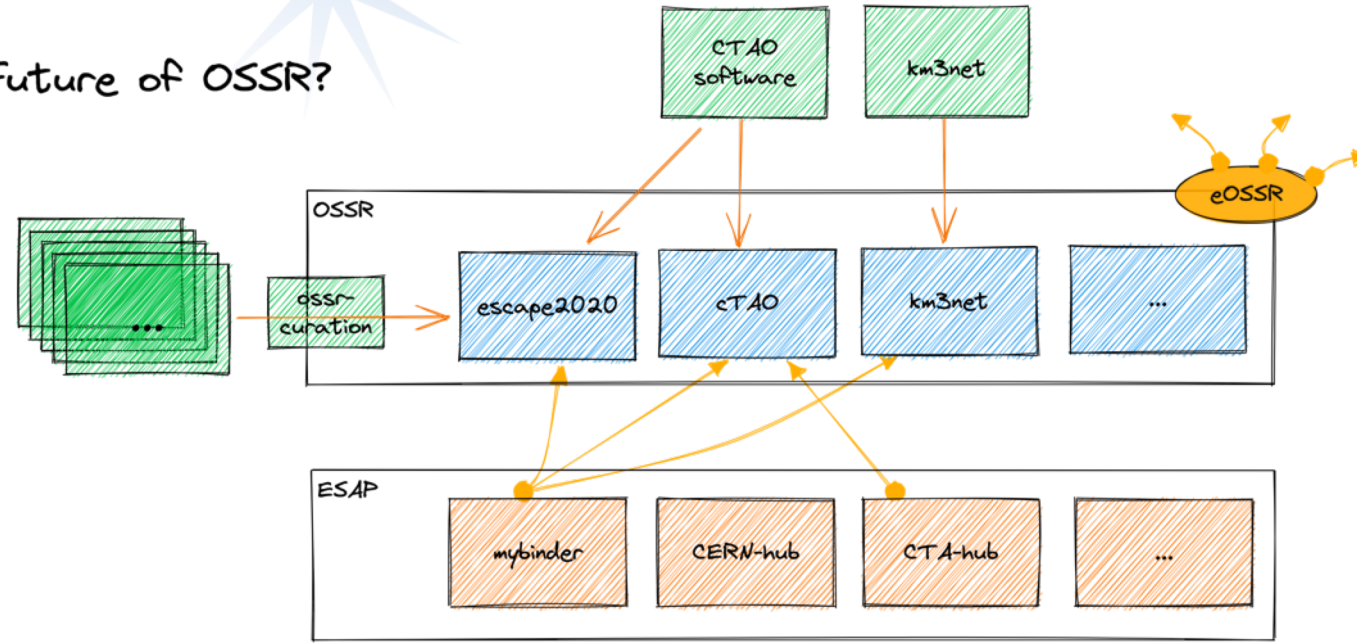 future of OSSR?
CTAO
software
km3net
eOSSR
OSSR
...
ossr-
curation
escape2020
cTAO
km3net
...
ESAP
mybinder
CERN-hub
CTA-hub
...